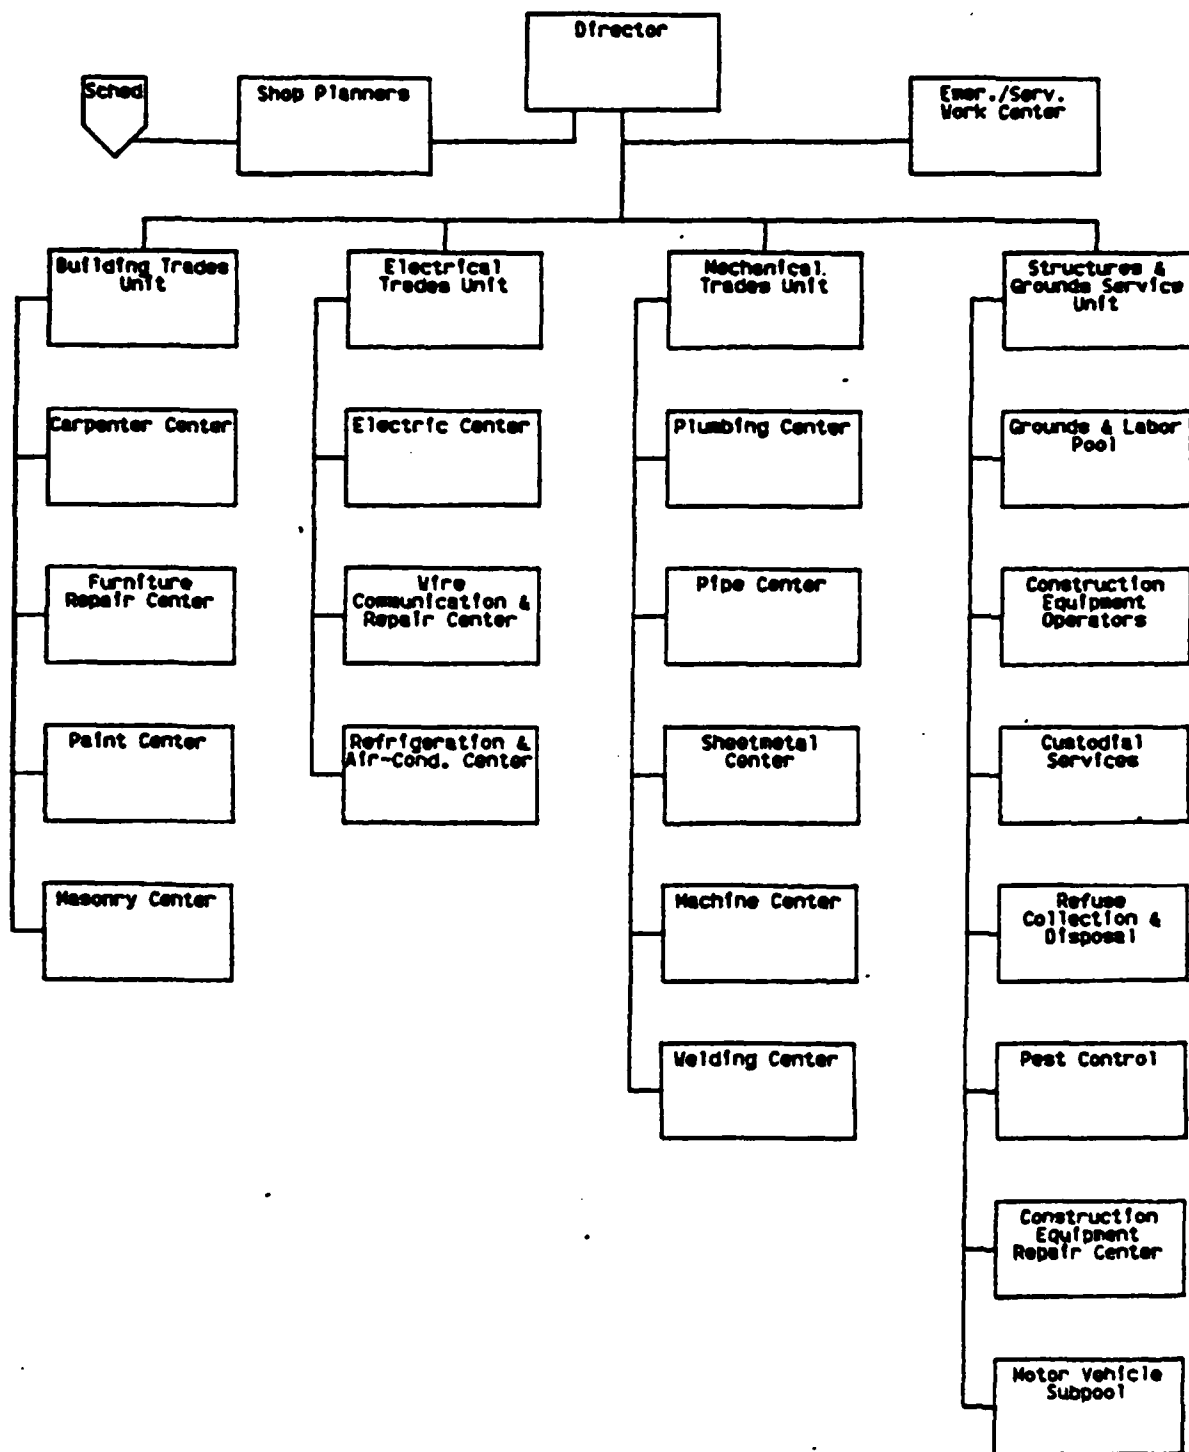 Director
Sched
Shop Planners
Emer./Serv.
Work Center
Building Trades
Unit
Electrical
Trades Unit
Mechanical.
Trades Unit
Structures &
Grounds Service
Unit
Carpenter Center
Electric Center
Plumbing Center
Grounds & Labor
Pool
Furniture
Repair Center
Wire
Communication &
Repair Center
Pipe Center
Construction
Equipment
Operators
Paint Center
Refrigeration &
Air-Cond. Center
Sheetmetal
Center
Custodial
Services
Masonry Center
Machine Center
Refuse
Collection &
Disposal
Welding Center
Pest Control
Construction
Equipment
Repair Center
Motor Vehicle
Subpool